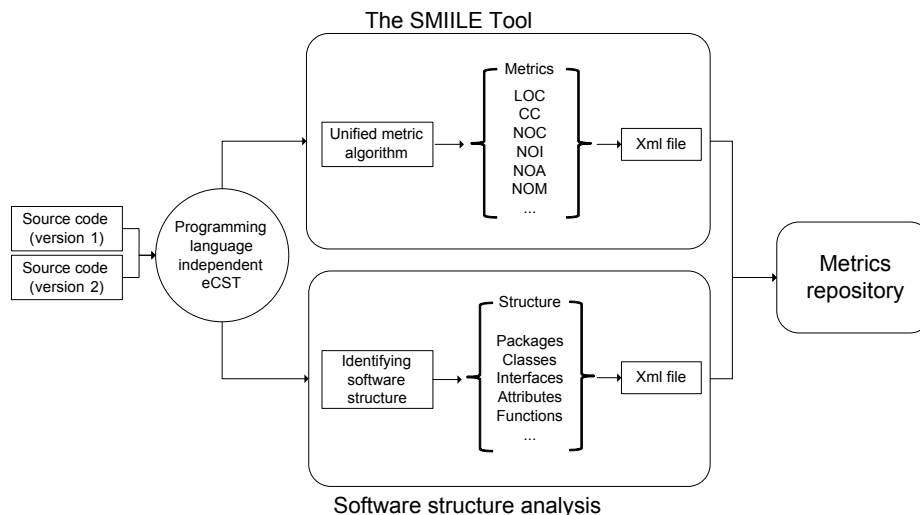 The SMIILE Tool
Metrics
LOC
CC
NOC
NOI
NOA
NOM
...
Unified metric
algorithm
Xml file
Source code
(version 1)
Source code
(version 2)
Programming
language
independent
eCST
Metrics
repository
Structure
Packages
Classes
Interfaces
Attributes
Functions
...
Identifying
software
structure
Xml file
Software structure analysis